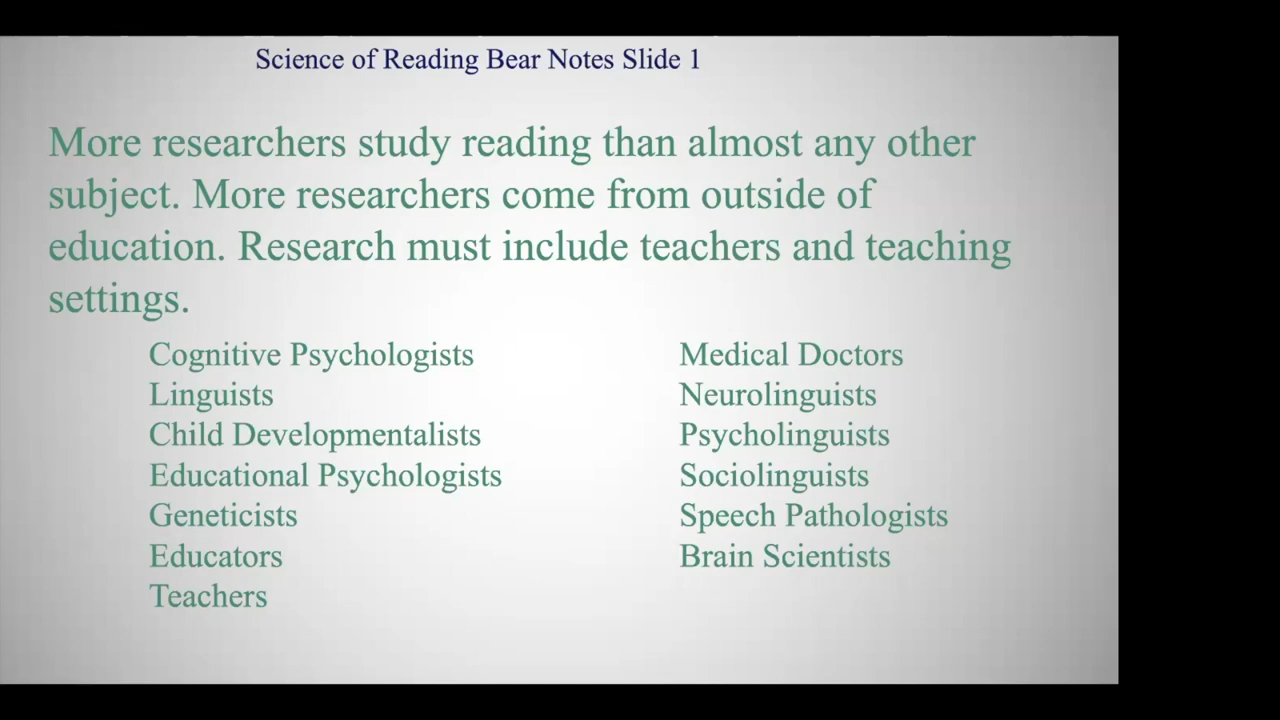 Science of Reading Bear Notes Slide 1
More researchers study reading than almost any other
subject. More researchers come from outside of
education. Research must include teachers and teaching
settings.
Cognitive Psychologists
Linguists
Child Developmentalists
Educational Psychologists
Geneticists
Educators
Teachers
Medical Doctors
Neurolinguists
Psycholinguists
Sociolinguists
Speech Pathologists
Brain Scientists